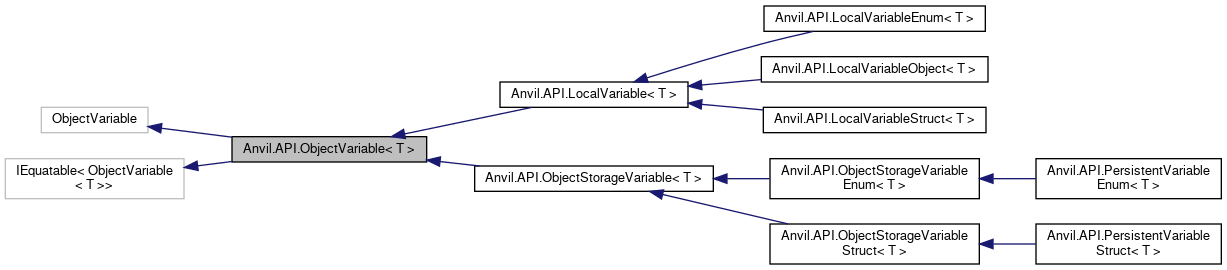 ObjectVariable
IEquatable< ObjectVariable
< T >>
Anvil.API.ObjectVariable< T >
Anvil.API.LocalVariable< T >
Anvil.API.ObjectStorageVariable< T >
Anvil.API.LocalVariableEnum< T >
Anvil.API.LocalVariableObject< T >
Anvil.API.LocalVariableStruct< T >
Anvil.API.ObjectStorageVariable
Enum< T >
Anvil.API.ObjectStorageVariable
Struct< T >
Anvil.API.PersistentVariable
Enum< T >
Anvil.API.PersistentVariable
Struct< T >